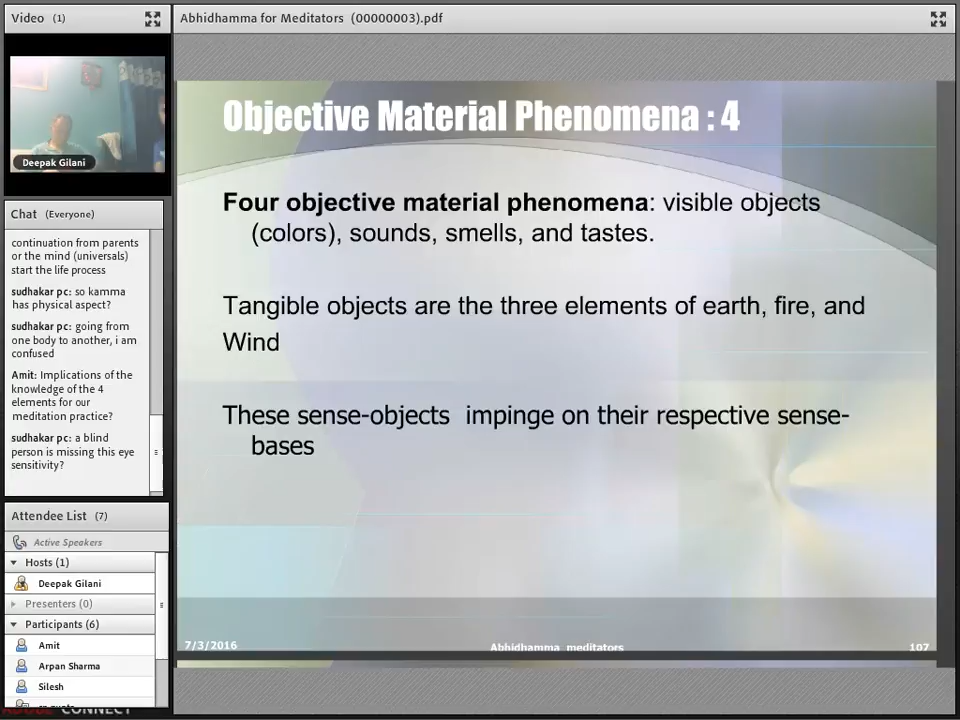 Video (1)
Deepak Gilani
Chat (Everyone)
continuation from parents
or the mind (universals)
start the life process
sudhakar pc: so kamma
has physical aspect?
sudhakar pc: going from
one body to another, i am
confused
Amit: Implications of the
knowledge of the 4
elements for our
meditation practice?
sudhakar pc: a blind
person is missing this eye
sensitivity?
Attendee List (7)
Active Speakers
Hosts (1)
Deepak Gilani
Presenters (0)
Participants (6)
Amit
Arpan Sharma
Silesh
ADOBE CONNECT
Abhidhamma for Meditators (00000003).pdf
Objective Material Phenomena : 4
Four objective material phenomena: visible objects
(colors), sounds, smells, and tastes.
Tangible objects are the three elements of earth, fire, and
Wind
These sense-objects impinge on their respective sense-
bases
7/3/2016
Abhidhamma meditators
107